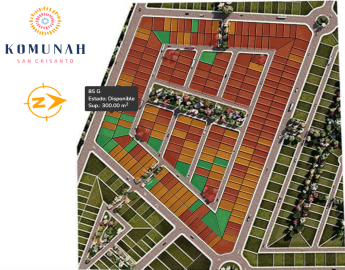 KOMUNAH
SAN CRISANTO
Z
85 G
Estado: Disponible
Sup.: 300.00 m²